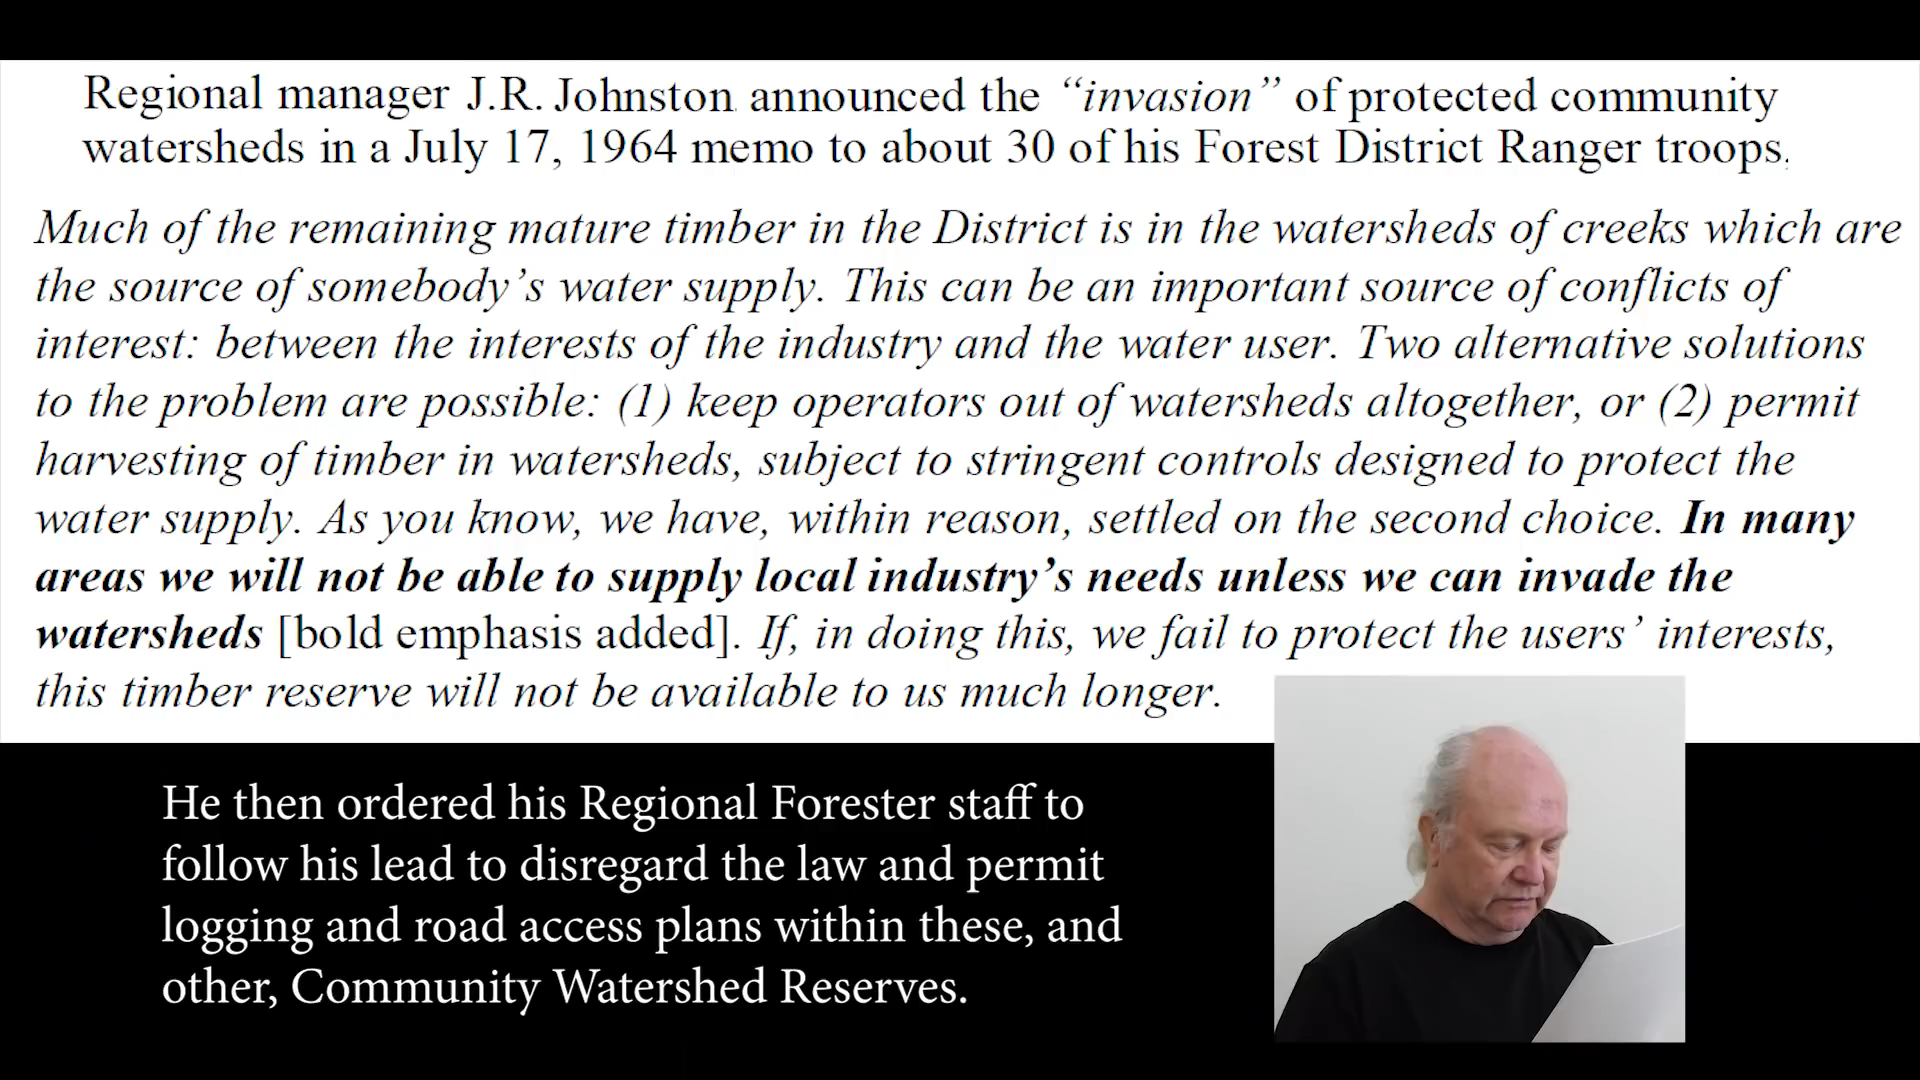 Regional manager J.R. Johnston announced the “invasion” of protected community
watersheds in a July 17, 1964 memo to about 30 of his Forest District Ranger troops.
Much of the remaining mature timber in the District is in the watersheds of creeks which are
the source of somebody’s water supply. This can be an important source of conflicts of
interest: between the interests of the industry and the water user. Two alternative solutions
to the problem are possible: (1) keep operators out of watersheds altogether, or (2) permit
harvesting of timber in watersheds, subject to stringent controls designed to protect the
water supply. As you know, we have, within reason, settled on the second choice. In many
areas we will not be able to supply local industry’s needs unless we can invade the
watersheds [bold emphasis added]. If, in doing this, we fail to protect the users’ interests,
this timber reserve will not be available to us much longer.
He then ordered his Regional Forester staff to
follow his lead to disregard the law and permit
logging and road access plans within these, and
other, Community Watershed Reserves.